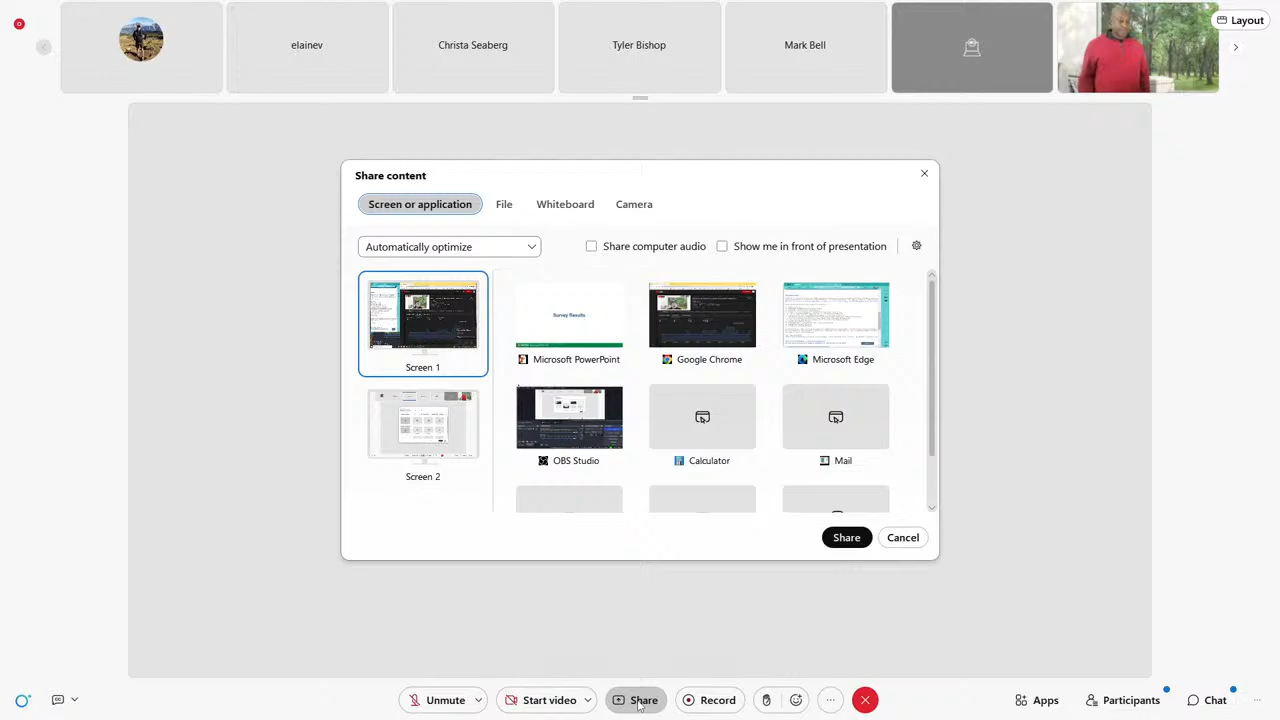 Layout
elainev
Christa Seaberg
Tyler Bishop
Mark Bell
Share content
Screen or application
File
Whiteboard
Camera
Automatically optimize
Share computer audio
Show me in front of presentation
Screen 1
Screen 2
Survey Results
Microsoft PowerPoint
Google Chrome
Microsoft Edge
OBS Studio
Calculator
Mail
Share
Cancel
CC
Unmute
Start video
Share
Record
Apps
Participants
Chat